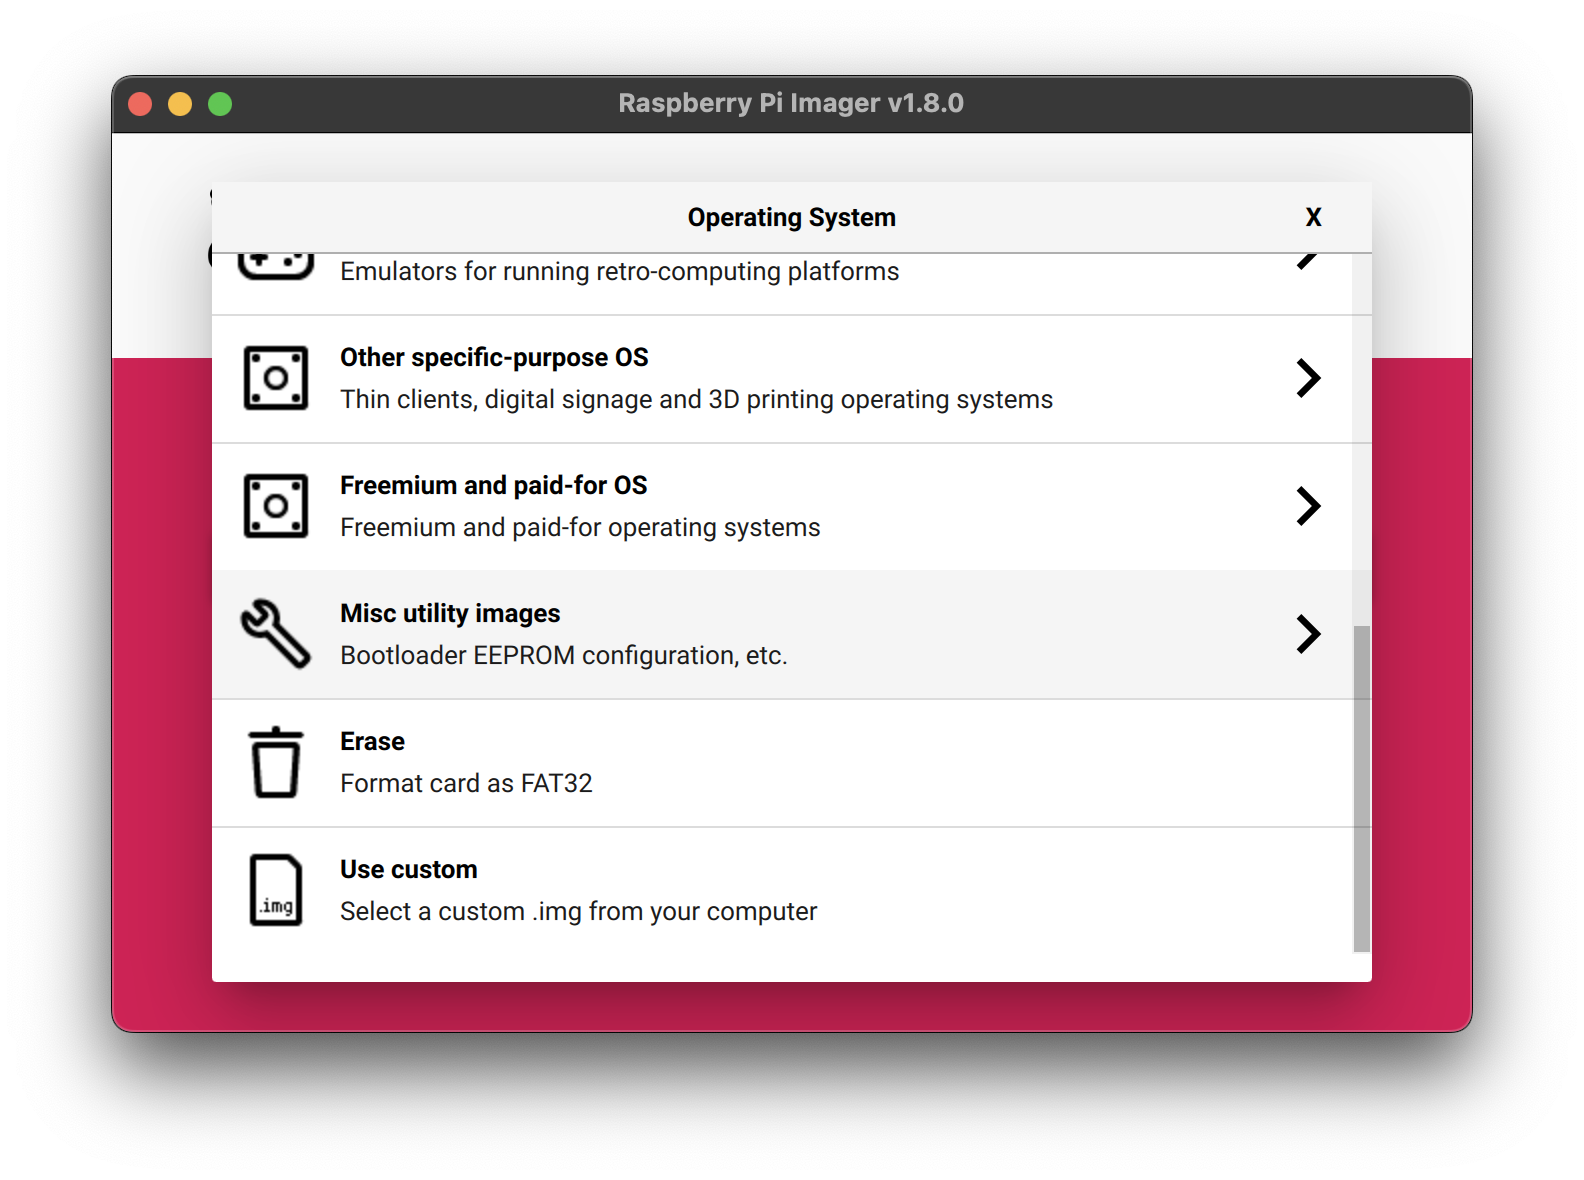 Raspberry Pi Imager v1.8.0
Operating System
X
Emulators for running retro-computing platforms
Other specific-purpose OS
Thin clients, digital signage and 3D printing operating systems
Freemium and paid-for OS
Freemium and paid-for operating systems
Misc utility images
Bootloader EEPROM configuration, etc.
Erase
Format card as FAT32
.img
Use custom
Select a custom .img from your computer